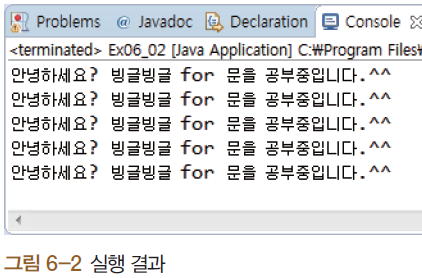 Problems @ Javadoc Declaration Console
<terminated> Ex06_02 [Java Application] C:₩Program Files₩
안녕하세요? 빙글빙글 for 문을 공부중입니다.^^
안녕하세요? 빙글빙글 for 문을 공부중입니다.^^
안녕하세요? 빙글빙글 for 문을 공부중입니다.^^
안녕하세요? 빙글빙글 for 문을 공부중입니다.^^
안녕하세요? 빙글빙글 for 문을 공부중입니다.^^
그림 6-2 실행 결과